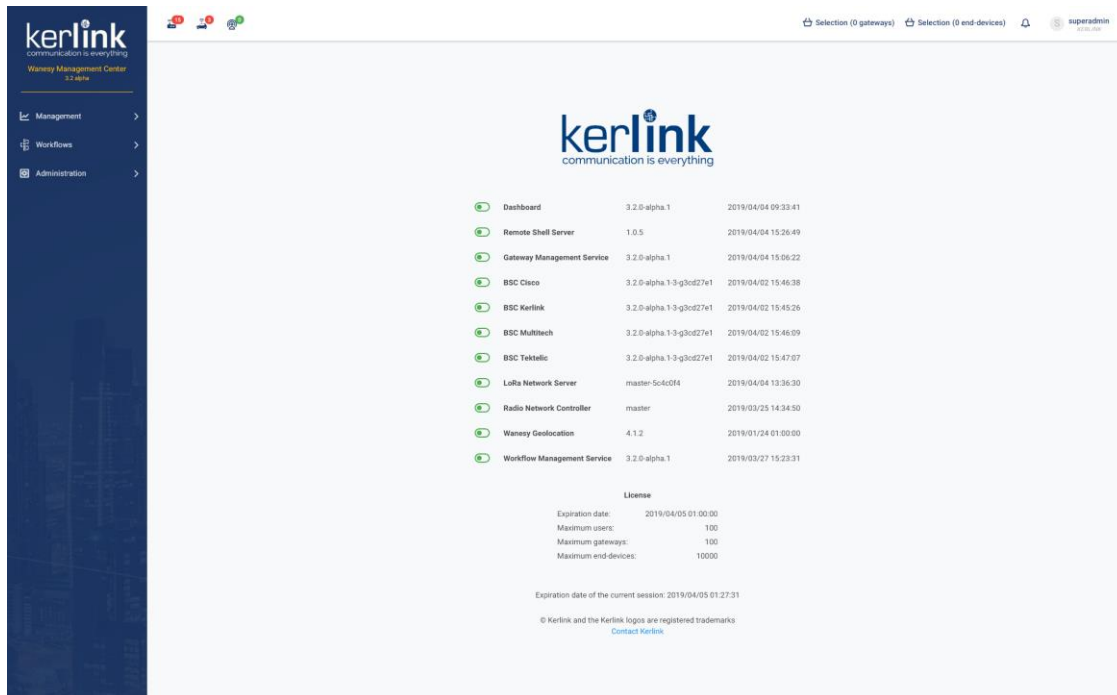 kerlink
communication is everything
Wanesy Management Center
3.2 alpha
Management
Workflows
Administration
Selection (0 gateways) Selection (0 end-devices) S superadmin
kerlink
communication is everything
Dashboard 3.2.0-alpha.1 2019/04/04 09:33:41
Remote Shell Server 1.0.5 2019/04/04 15:26:49
Gateway Management Service 3.2.0-alpha.1 2019/04/04 15:06:22
BSC Cisco 3.2.0-alpha.1-3-g3cd27e1 2019/04/02 15:46:38
BSC Kerlink 3.2.0-alpha.1-3-g3cd27e1 2019/04/02 15:45:26
BSC Multitech 3.2.0-alpha.1-3-g3cd27e1 2019/04/02 15:46:09
BSC Tektelic 3.2.0-alpha.1-3-g3cd27e1 2019/04/02 15:47:07
LoRa Network Server master-5c4c0f4 2019/04/04 13:36:30
Radio Network Controller master 2019/03/25 14:34:50
Wanesy Geolocation 4.1.2 2019/01/24 01:00:00
Workflow Management Service 3.2.0-alpha.1 2019/03/27 15:23:31
License
Expiration date: 2019/04/05 01:00:00
Maximum users: 100
Maximum gateways: 100
Maximum end-devices: 10000
Expiration date of the current session: 2019/04/05 01:27:31
© Kerlink and the Kerlink logos are registered trademarks
Contact Kerlink